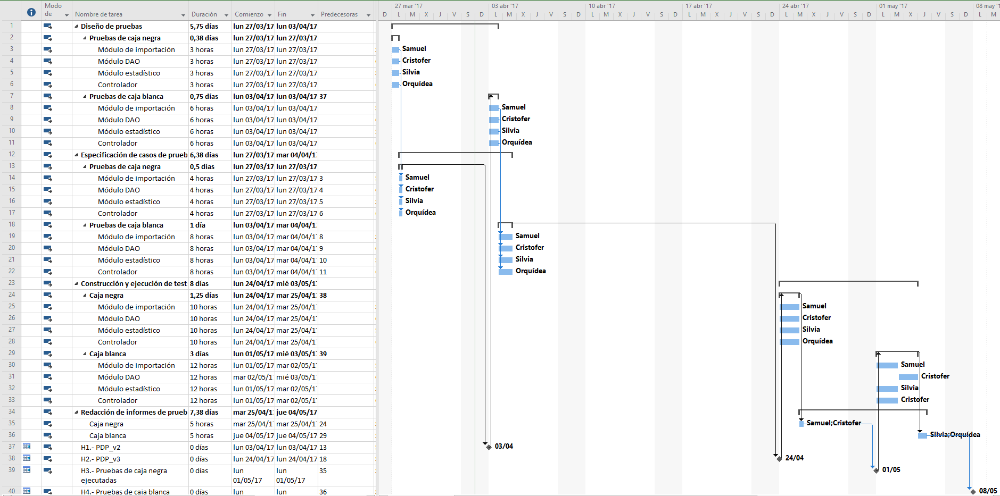 Modo de	Nombre de tarea	Duración	Comienzo	Fin	Predecesoras
27 mar '17	03 abr '17	10 abr '17	17 abr '17	24 abr '17	01 may '17	08 may '1
D L M X J V S D L M X J V S D L M X J V S D L M X J V S D L M X J V S D L M X J V S D L M
1	Diseño de pruebas	5,75 días	lun 27/03/17	lun 03/04/17
2	Pruebas de caja negra	0,38 días	lun 27/03/17	lun 27/03/17
3	Módulo de importación	3 horas	lun 27/03/17	lun 27/03/17	Samuel
4	Módulo DAO	3 horas	lun 27/03/17	lun 27/03/17	Cristofer
5	Módulo estadístico	3 horas	lun 27/03/17	lun 27/03/17	Silvia
6	Controlador	3 horas	lun 27/03/17	lun 27/03/17	Orquídea
7	Pruebas de caja blanca	0,75 días	lun 03/04/17	lun 03/04/17	37
8	Módulo de importación	6 horas	lun 03/04/17	lun 03/04/17	Samuel
9	Módulo DAO	6 horas	lun 03/04/17	lun 03/04/17	Cristofer
10	Módulo estadístico	6 horas	lun 03/04/17	lun 03/04/17	Silvia
11	Controlador	6 horas	lun 03/04/17	lun 03/04/17	Orquídea
12	Especificación de casos de prueb	6,38 días	lun 27/03/17	mar 04/04/1
13	Pruebas de caja negra	0,5 días	lun 27/03/17	lun 27/03/17
14	Módulo de importación	4 horas	lun 27/03/17	lun 27/03/17	3	Samuel
15	Módulo DAO	4 horas	lun 27/03/17	lun 27/03/17	4	Cristofer
16	Módulo estadístico	4 horas	lun 27/03/17	lun 27/03/17	5	Silvia
17	Controlador	4 horas	lun 27/03/17	lun 27/03/17	6	Orquídea
18	Pruebas de caja blanca	1 día	lun 03/04/17	mar 04/04/1
19	Módulo de importación	8 horas	lun 03/04/17	mar 04/04/1	8	Samuel
20	Módulo DAO	8 horas	lun 03/04/17	mar 04/04/1	9	Cristofer
21	Módulo estadístico	8 horas	lun 03/04/17	mar 04/04/1	10	Silvia
22	Controlador	8 horas	lun 03/04/17	mar 04/04/1	11	Orquídea
23	Construcción y ejecución de test	8 días	lun 24/04/17	mié 03/05/1
24	Caja negra	1,25 días	lun 24/04/17	mar 25/04/1	38
25	Módulo de importación	10 horas	lun 24/04/17	mar 25/04/1	Samuel
26	Módulo DAO	10 horas	lun 24/04/17	mar 25/04/1	Cristofer
27	Módulo estadístico	10 horas	lun 24/04/17	mar 25/04/1	Silvia
28	Controlador	10 horas	lun 24/04/17	mar 25/04/1	Orquídea
29	Caja blanca	3 días	lun 01/05/17	mié 03/05/1	39
30	Módulo de importación	12 horas	lun 01/05/17	mar 02/05/1	Samuel
31	Módulo DAO	12 horas	mar 02/05/1	mié 03/05/1	Cristofer
32	Módulo estadístico	12 horas	lun 01/05/17	mar 02/05/1	Silvia
33	Controlador	12 horas	lun 01/05/17	mar 02/05/1	Cristofer
34	Redacción de informes de prueb	7,38 días	mar 25/04/1	jue 04/05/17
35	Caja negra	5 horas	mar 25/04/1	mar 25/04/1	24	Samuel;Cristofer
36	Caja blanca	5 horas	jue 04/05/17	jue 04/05/17	29	Silvia;Orquídea
37	H1.- PDP_v2	0 días	lun 03/04/17	lun 03/04/17	13	03/04
38	H2.- PDP_v3	0 días	lun 24/04/17	lun 24/04/17	18	24/04
39	H3.- Pruebas de caja negra ejecutadas	0 días	lun 01/05/17	lun 01/05/17	35	01/05
40	H4.- Pruebas de caja blanca	0 días	lun	lun	36	08/05